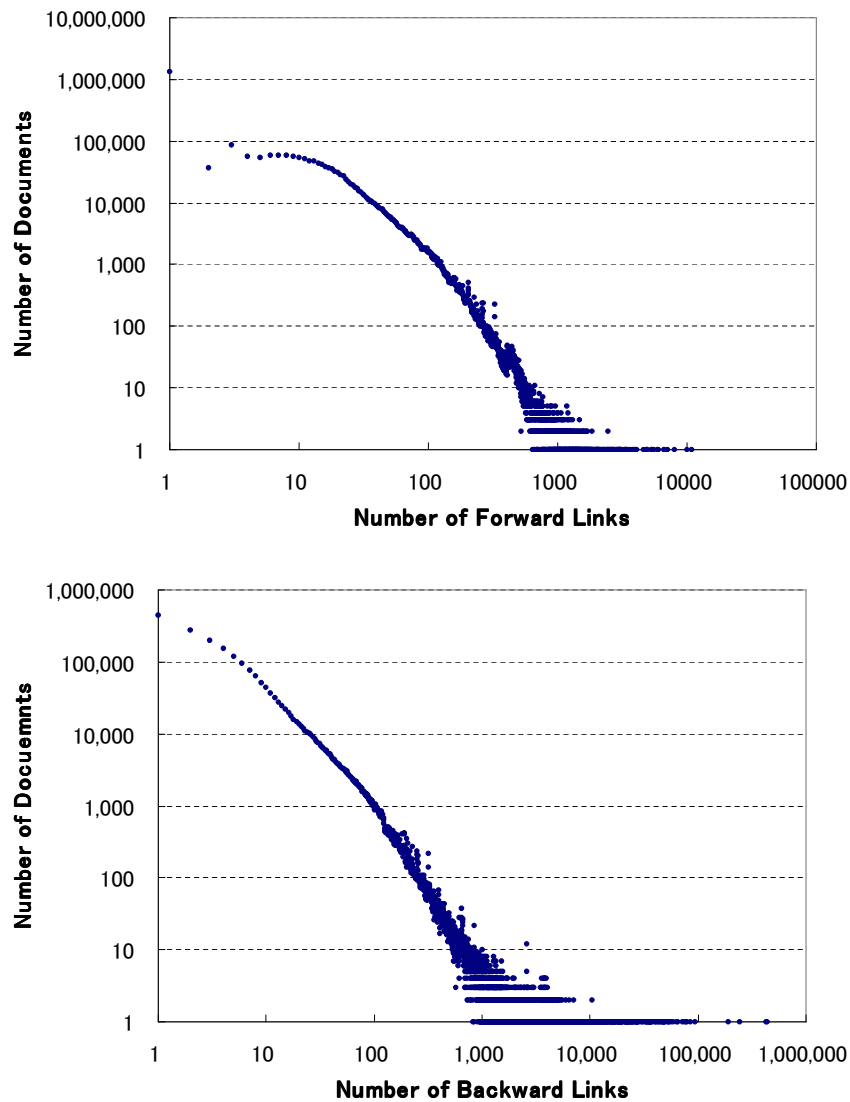 10,000,000
1,000,000
100,000
10,000
1,000
100
10
1
Number of Documents
1 10 100 1000 10000 100000
Number of Forward Links
1,000,000
100,000
10,000
1,000
100
10
1
Number of Docuemnts
1 10 100 1,000 10,000 100,000 1,000,000
Number of Backward Links